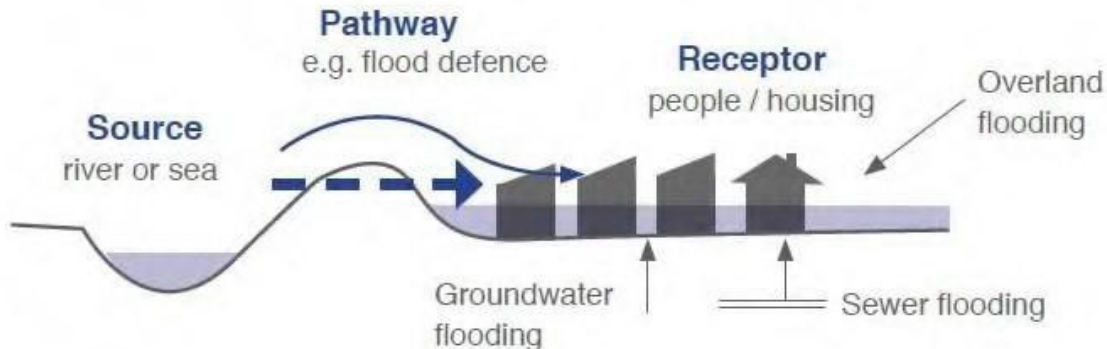 Pathway
e.g. flood defence
Receptor
people / housing
Overland
flooding
Source
river or sea
Groundwater
flooding
Sewer flooding